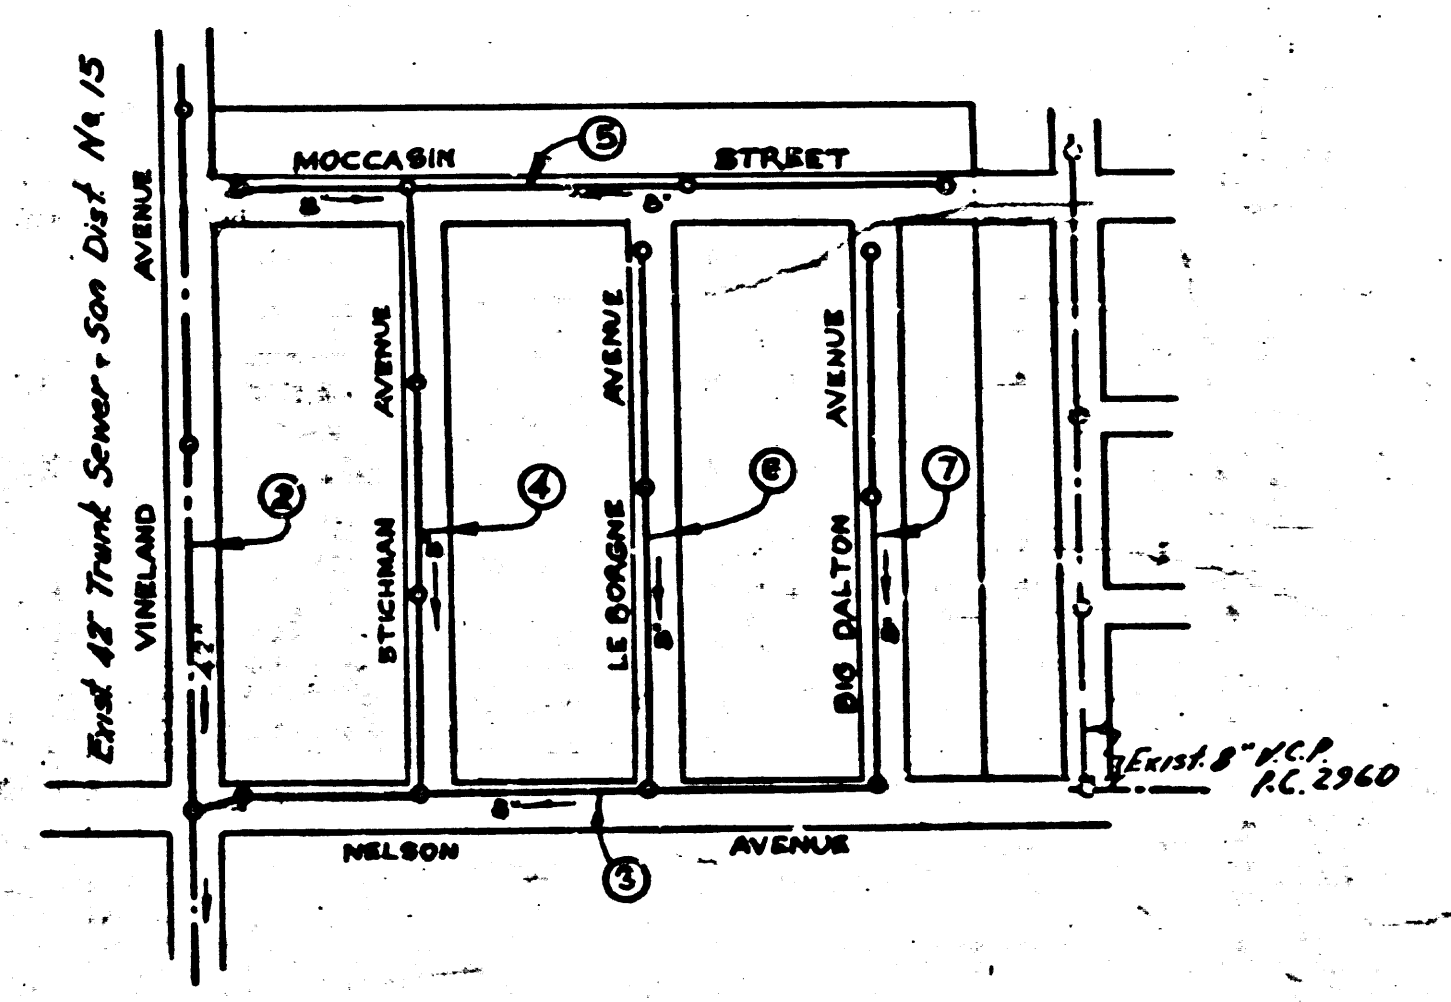 Exist. 42" Trunk Sewer + San Dist. No. 15
VINELAND AVENUE
MOCCASIN STREET
5
8"
8"
STICHMAN AVENUE
LE BORGNE AVENUE
BIG DALTON AVENUE
2
4
6
7
42"
8"
8"
8"
Exist. 8" V.C.P.
P.C. 2960
8"
NELSON AVENUE
3